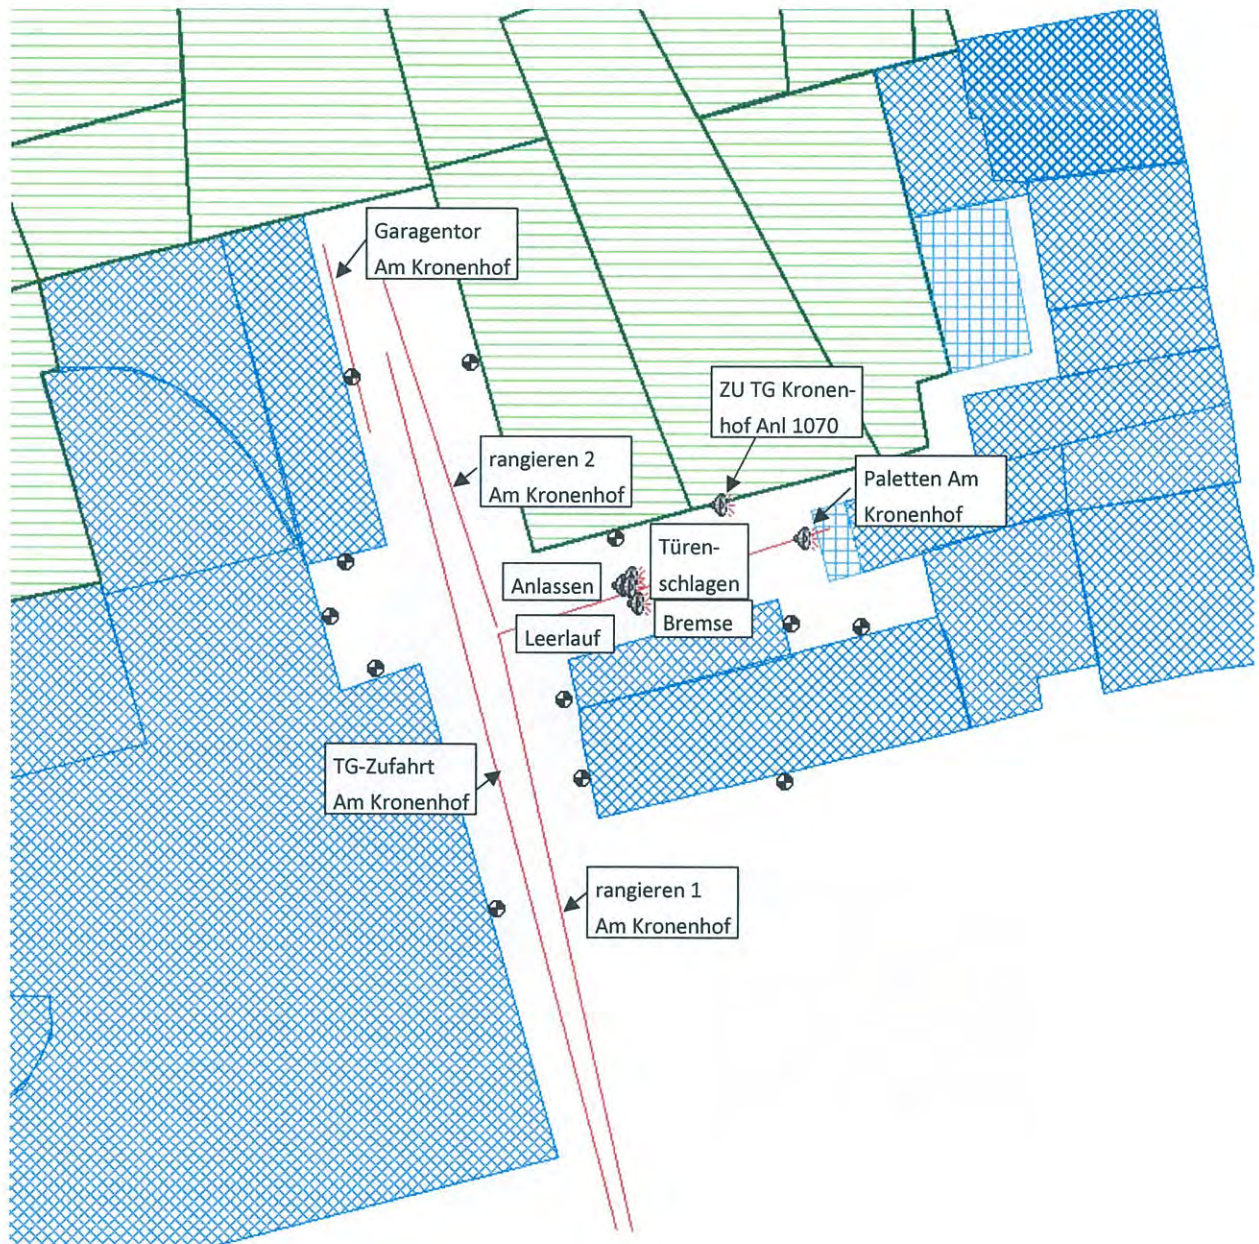 Garagentor
Am Kronenhof
ZU TG Kronen-
hof Anl 1070
rangieren 2
Am Kronenhof
Paletten Am
Kronenhof
Türen-
schlagen
Anlassen
Bremse
Leerlauf
TG-Zufahrt
Am Kronenhof
rangieren 1
Am Kronenhof